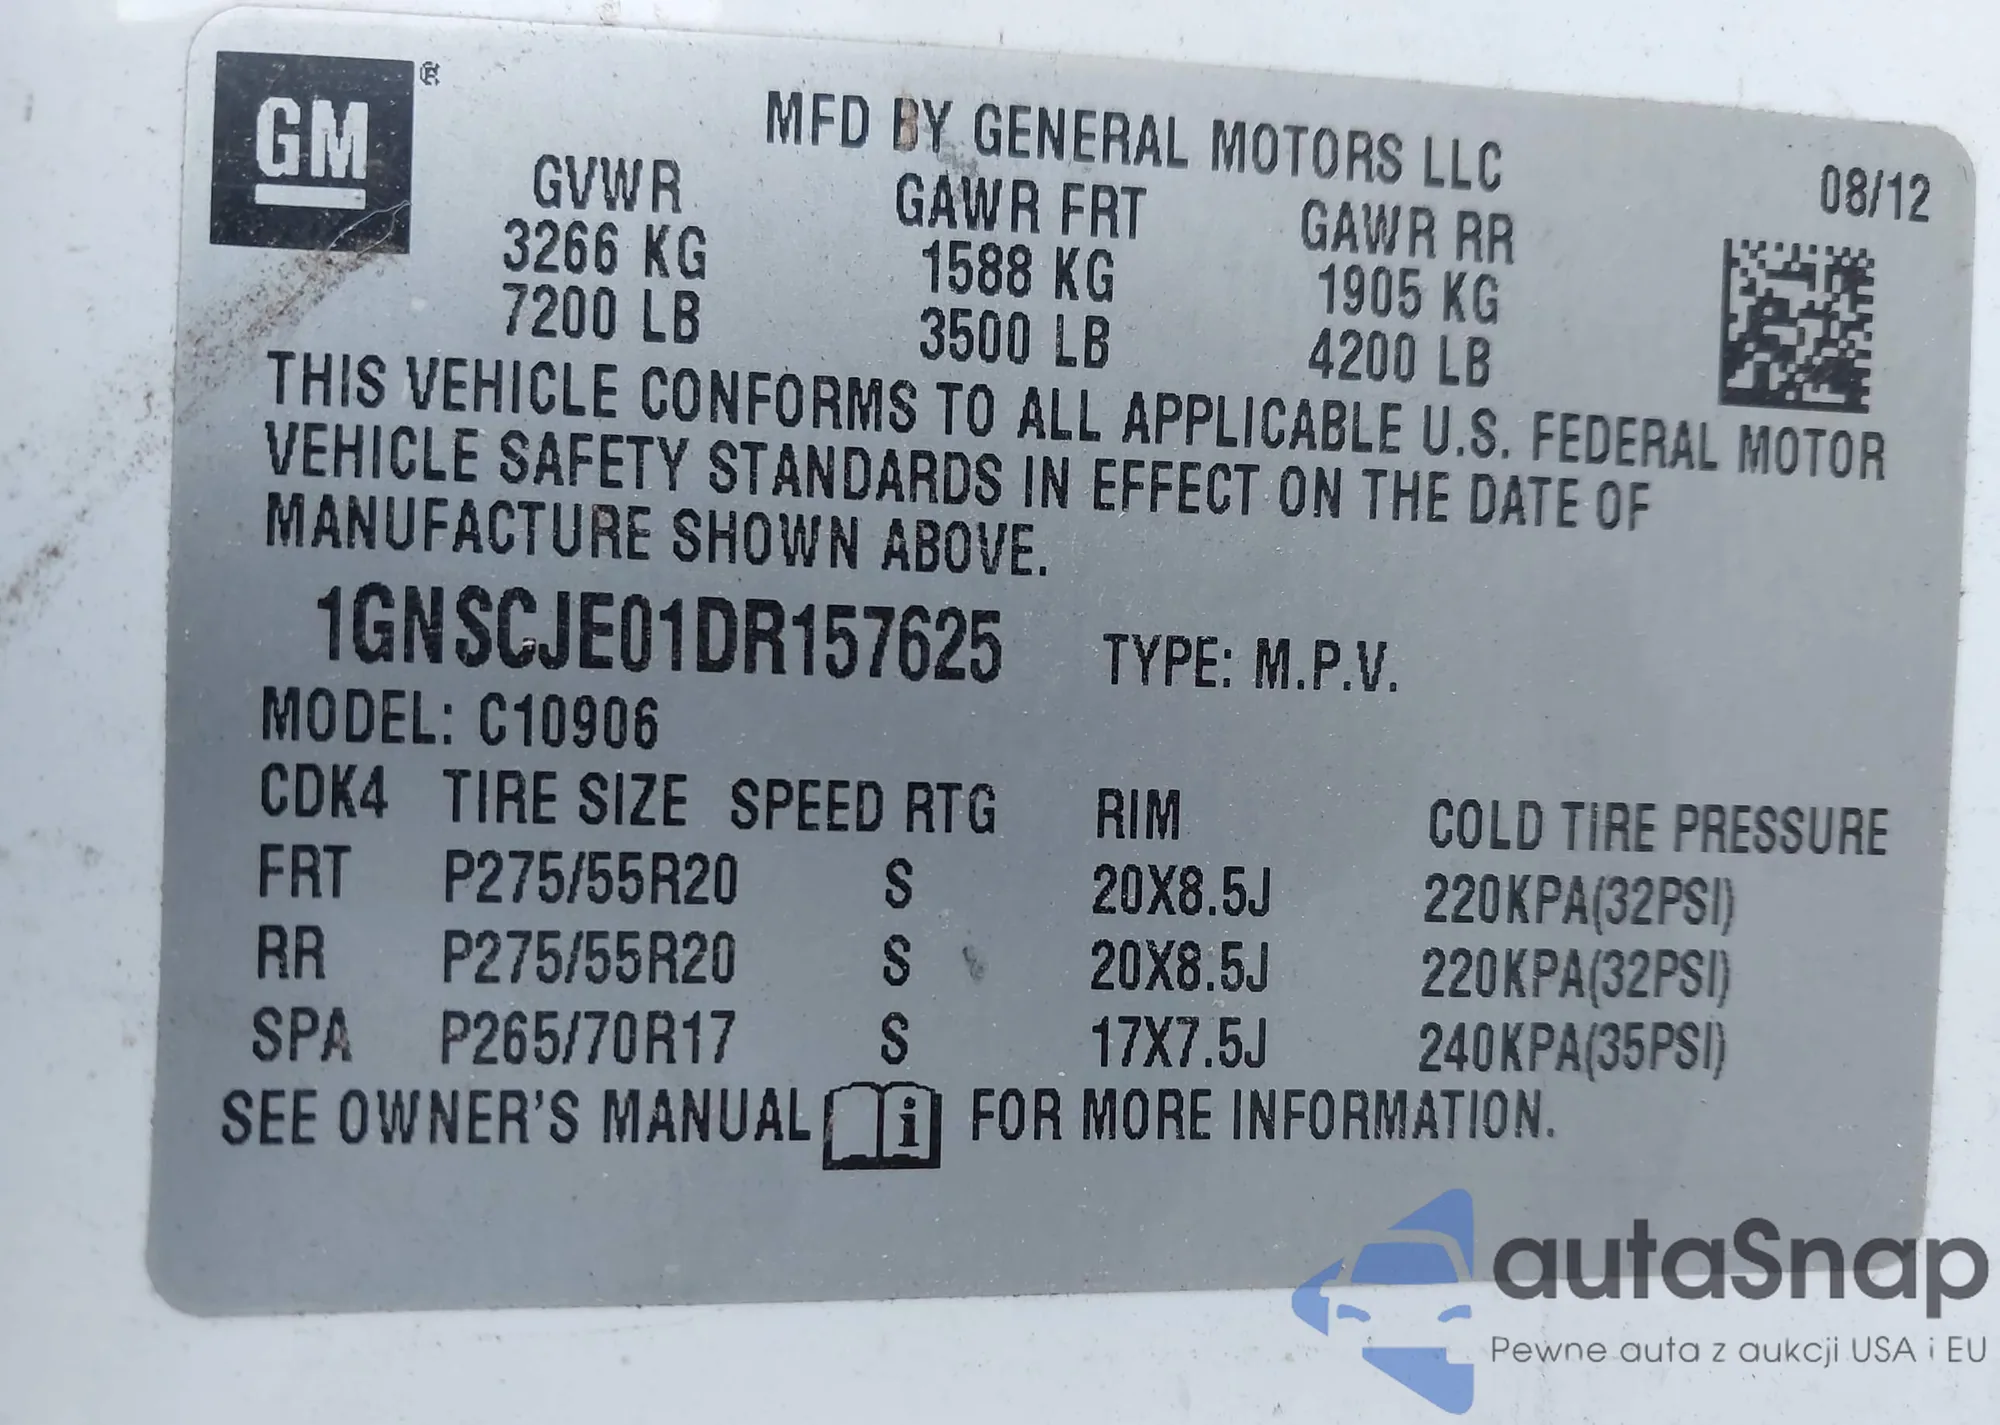 GM®
MFD BY GENERAL MOTORS LLC
08/12
GVWR GAWR FRT GAWR RR
3266 KG 1588 KG 1905 KG
7200 LB 3500 LB 4200 LB
THIS VEHICLE CONFORMS TO ALL APPLICABLE U.S. FEDERAL MOTOR
VEHICLE SAFETY STANDARDS IN EFFECT ON THE DATE OF
MANUFACTURE SHOWN ABOVE.
1GNSCJE01DR157625 TYPE: M.P.V.
MODEL: C10906
CDK4 TIRE SIZE SPEED RTG RIM COLD TIRE PRESSURE
FRT P275/55R20 S 20X8.5J 220KPA(32PSI)
RR P275/55R20 S 20X8.5J 220KPA(32PSI)
SPA P265/70R17 S 17X7.5J 240KPA(35PSI)
SEE OWNER'S MANUAL i FOR MORE INFORMATION.
autaSnap
Pewne auta z aukcji USA i EU